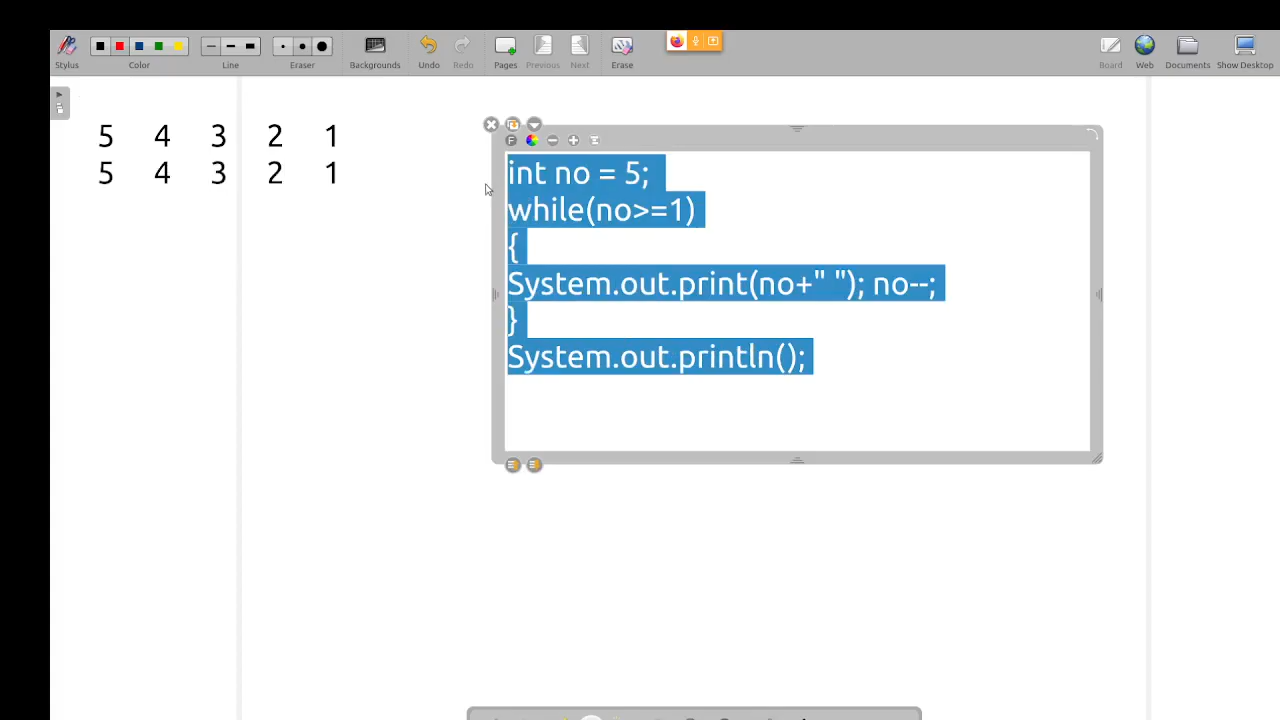 Stylus Color Line Eraser Backgrounds Undo Redo Pages Previous Next Erase Board Web Documents Show Desktop
5 4 3 2 1
5 4 3 2 1
F
int no = 5;
while(no>=1)
{
System.out.print(no+" "); no--;
}
System.out.println();